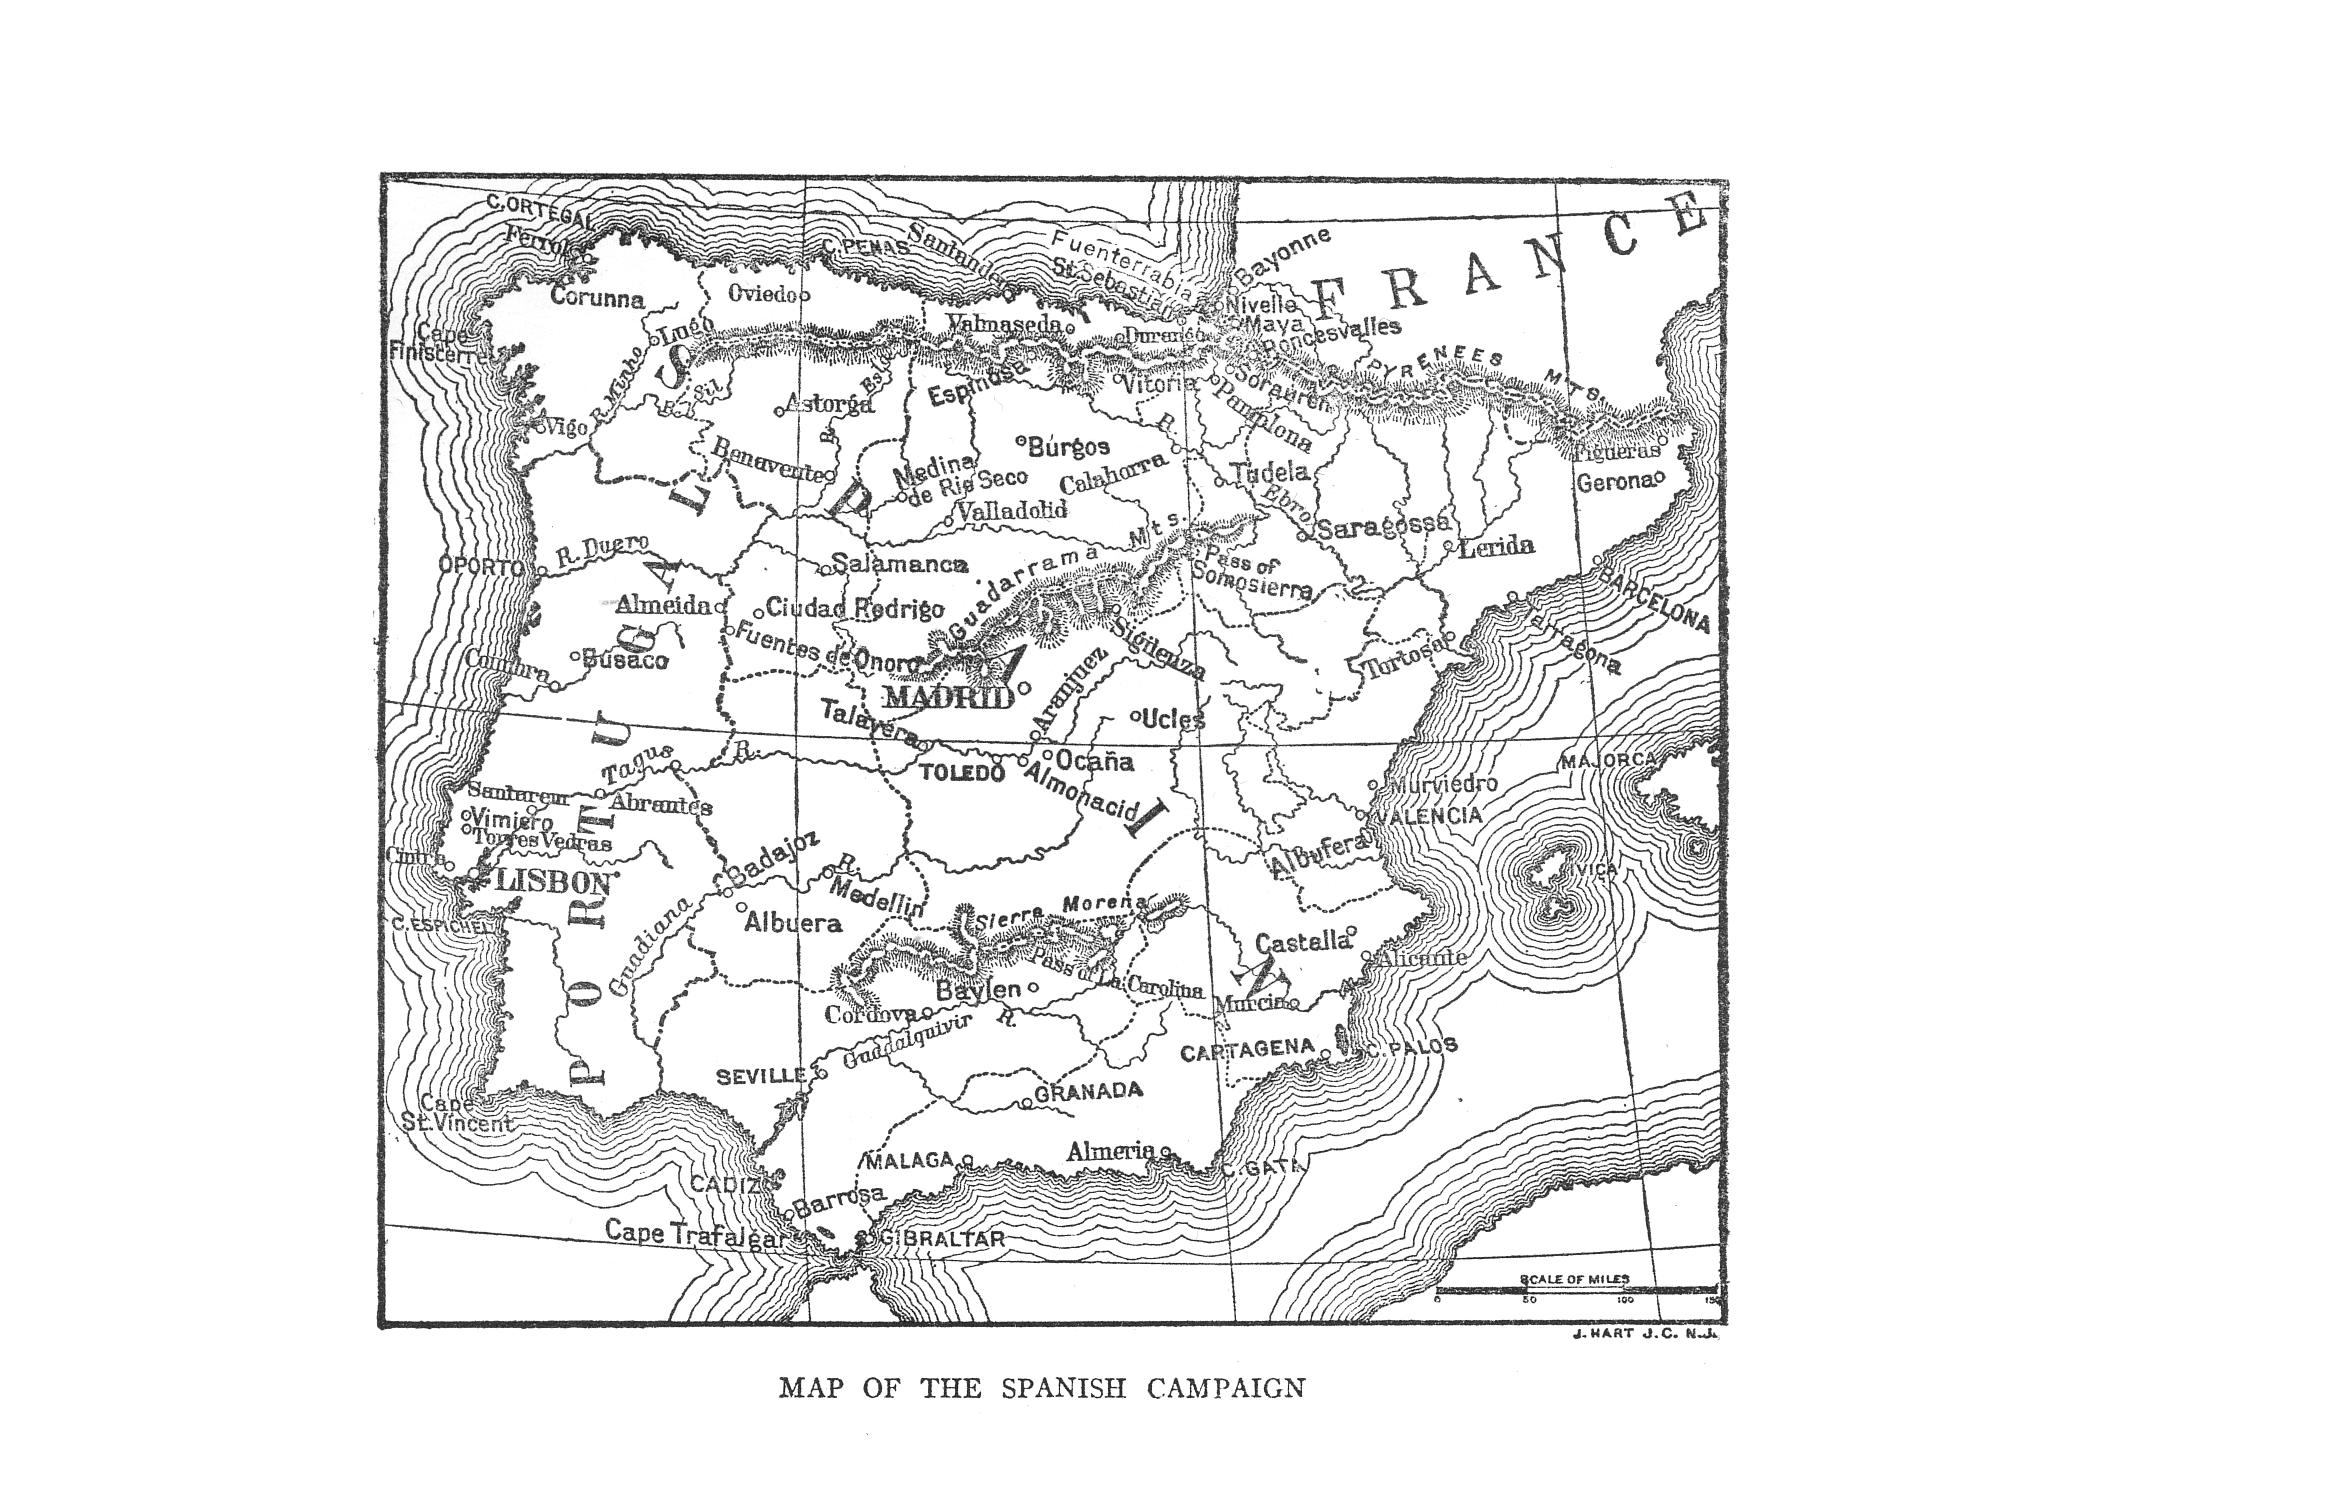 C. ORTEGAL
Ferrol
Corunna
Oviedo
C. PENAS
Santander
Fuenterrabia
St. Sebastian
Bayonne
FRANCE
Nivelle
Maya
Roncesvalles
Cape
Finisterre
Lugo
Valmaseda
Durango
PYRENEES MTS.
R. Minho
R. Sil
Astorga
R. Esla
Espinosa
Vitoria
Sorauren
Pamplona
Vigo
Benavente
Medina
de Rio Seco
Búrgos
Calahorra
R. Ebro
Tudela
Figueras
Gerona
Valladolid
Saragossa
Lerida
OPORTO
R. Duero
Salamanca
Guadarrama Mts.
Pass of
Somosierra
BARCELONA
Almeida
Ciudad Rodrigo
Fuentes de Onoro
Sigüenza
Tarragona
Tortosa
Coimbra
Busaco
MADRID
Aranjuez
Talavera
Ucles
Tagus R.
TOLEDO
Ocaña
Almonacid
MAJORCA
Santarem
Abrantes
Murviedro
Vimiero
Torres Vedras
VALENCIA
Cintra
LISBON
Badajoz
R.
Medellin
Albufera
IVICA
PORTUGAL
SPAIN
C. ESPICHEL
Guadiana
Albuera
Sierra Morena
Castalla
Pass of La Carolina
Alicante
Baylen
Murcia
Cordova
Guadalquivir R.
CARTAGENA
C. PALOS
SEVILLE
GRANADA
Cape
St. Vincent
MALAGA
Almeria
C. GATA
CADIZ
Barrosa
Cape Trafalgar
GIBRALTAR
SCALE OF MILES
0 50 100 150
J. HART J.C. N.J.
MAP OF THE SPANISH CAMPAIGN